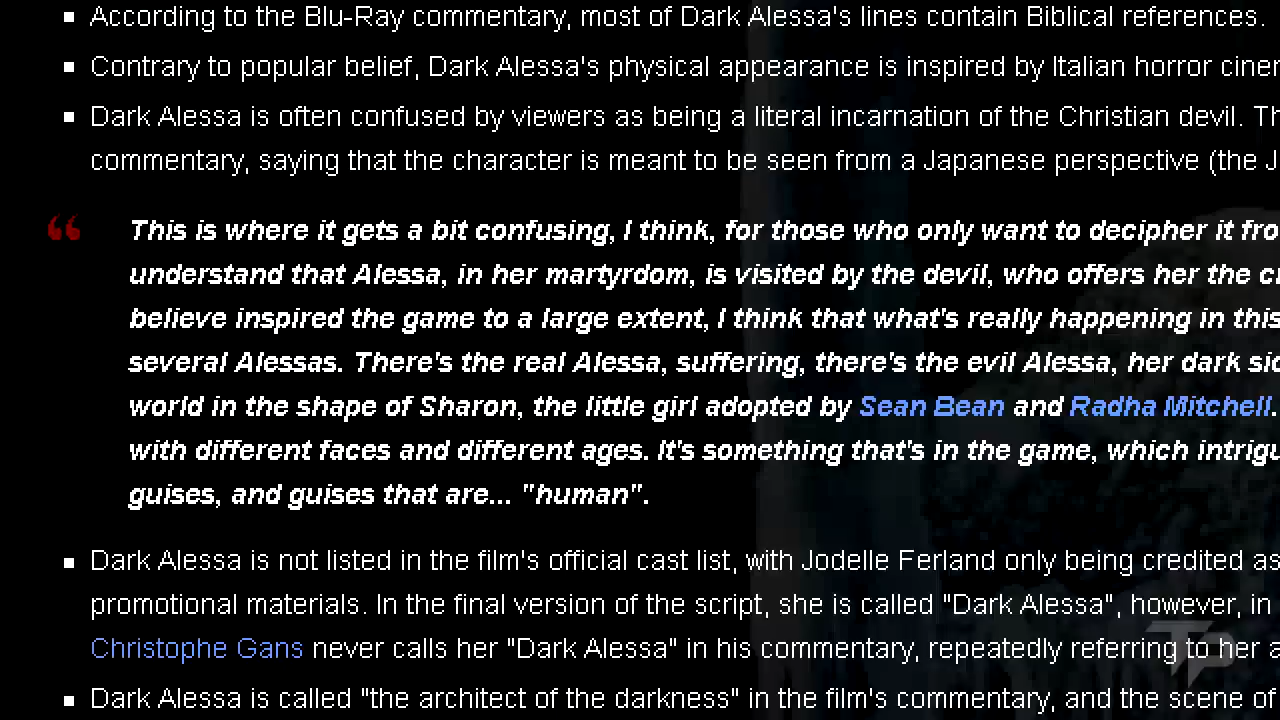 According to the Blu-Ray commentary, most of Dark Alessa's lines contain Biblical references.
Contrary to popular belief, Dark Alessa's physical appearance is inspired by Italian horror
Dark Alessa is often confused by viewers as being a literal incarnation of the Christian devil.
commentary, saying that the character is meant to be seen from a Japanese perspective (the
“ This is where it gets a bit confusing, I think, for those who only want to decipher it
understand that Alessa, in her martyrdom, is visited by the devil, who offers her the
believe inspired the game to a large extent, I think that what's really happening in this
several Alessas. There's the real Alessa, suffering, there's the evil Alessa, her dark
world in the shape of Sharon, the little girl adopted by Sean Bean and Radha Mitchell.
with different faces and different ages. It's something that's in the game, which
guises, and guises that are... "human".
Dark Alessa is not listed in the film's official cast list, with Jodelle Ferland only being credited as
promotional materials. In the final version of the script, she is called "Dark Alessa", however, in
Christophe Gans never calls her "Dark Alessa" in his commentary, repeatedly referring to her
Dark Alessa is called "the architect of the darkness" in the film's commentary, and the scene of
TP